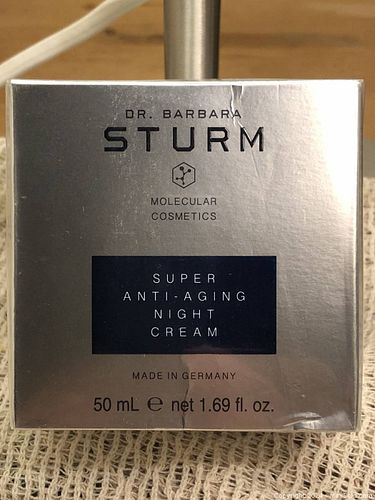 DR. BARBARA
STURM
MOLECULAR
COSMETICS
SUPER
ANTI-AGING
NIGHT
CREAM
MADE IN GERMANY
50 mL ℮ net 1.69 fl. oz.